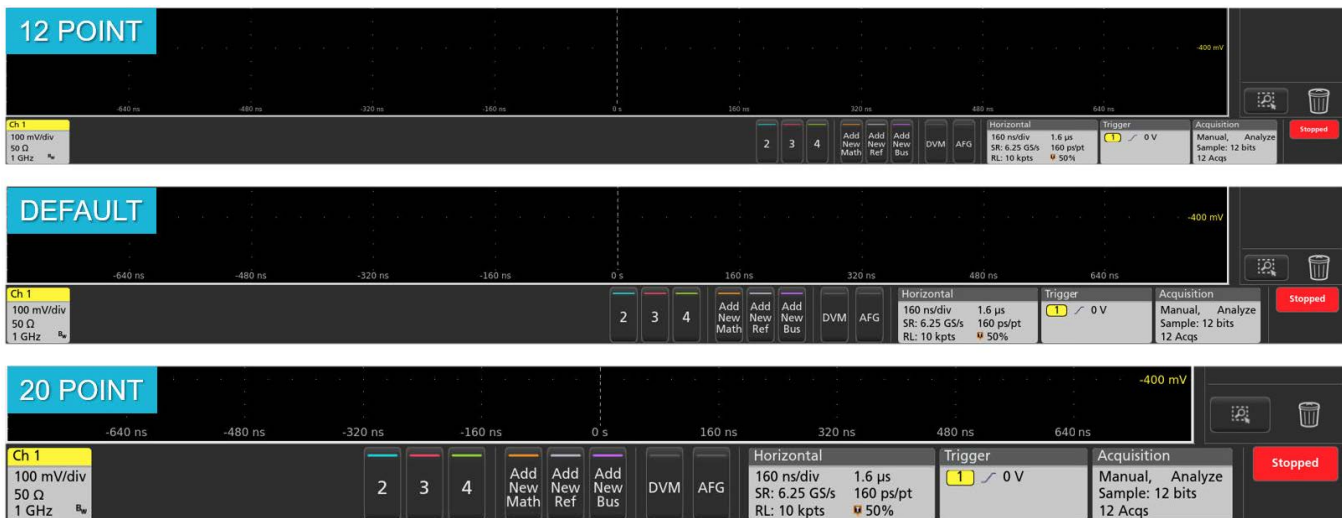 12 POINT
-400 mV
-640 ns -480 ns -320 ns -160 ns 0 s 160 ns 320 ns 480 ns 640 ns
Ch 1
100 mV/div
50 Ω
1 GHz Bw
2 3 4
Add New Math
Add New Ref
Add New Bus
DVM AFG
Horizontal
160 ns/div 1.6 µs
SR: 6.25 GS/s 160 ps/pt
RL: 10 kpts 50%
Trigger
1 0 V
Acquisition
Manual, Analyze
Sample: 12 bits
12 Acqs
Stopped
DEFAULT
-400 mV
-640 ns -480 ns -320 ns -160 ns 0 s 160 ns 320 ns 480 ns 640 ns
Ch 1
100 mV/div
50 Ω
1 GHz Bw
2 3 4
Add New Math
Add New Ref
Add New Bus
DVM AFG
Horizontal
160 ns/div 1.6 µs
SR: 6.25 GS/s 160 ps/pt
RL: 10 kpts 50%
Trigger
1 0 V
Acquisition
Manual, Analyze
Sample: 12 bits
12 Acqs
Stopped
20 POINT
-400 mV
-640 ns -480 ns -320 ns -160 ns 0 s 160 ns 320 ns 480 ns 640 ns
Ch 1
100 mV/div
50 Ω
1 GHz Bw
2 3 4
Add New Math
Add New Ref
Add New Bus
DVM AFG
Horizontal
160 ns/div 1.6 µs
SR: 6.25 GS/s 160 ps/pt
RL: 10 kpts 50%
Trigger
1 0 V
Acquisition
Manual, Analyze
Sample: 12 bits
12 Acqs
Stopped